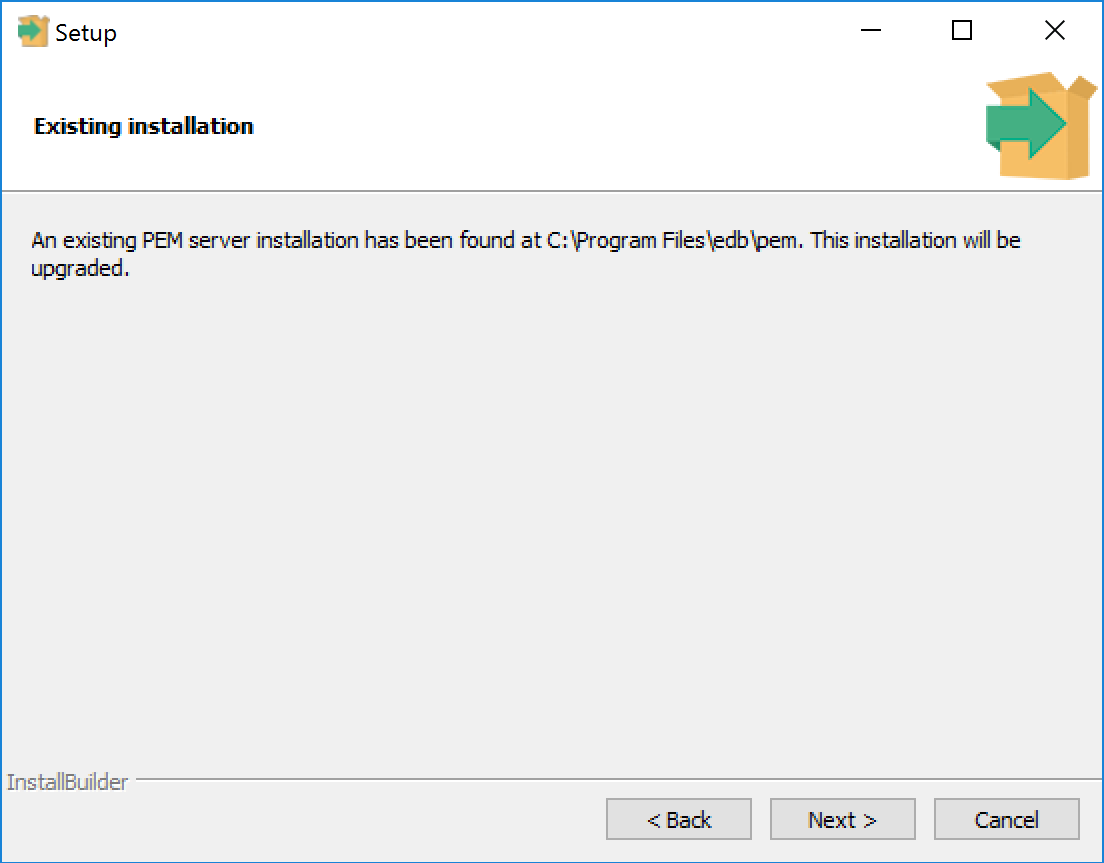 Setup
Existing installation
An existing PEM server installation has been found at C:\Program Files\edb\pem. This installation will be
upgraded.
InstallBuilder
< Back
Next >
Cancel